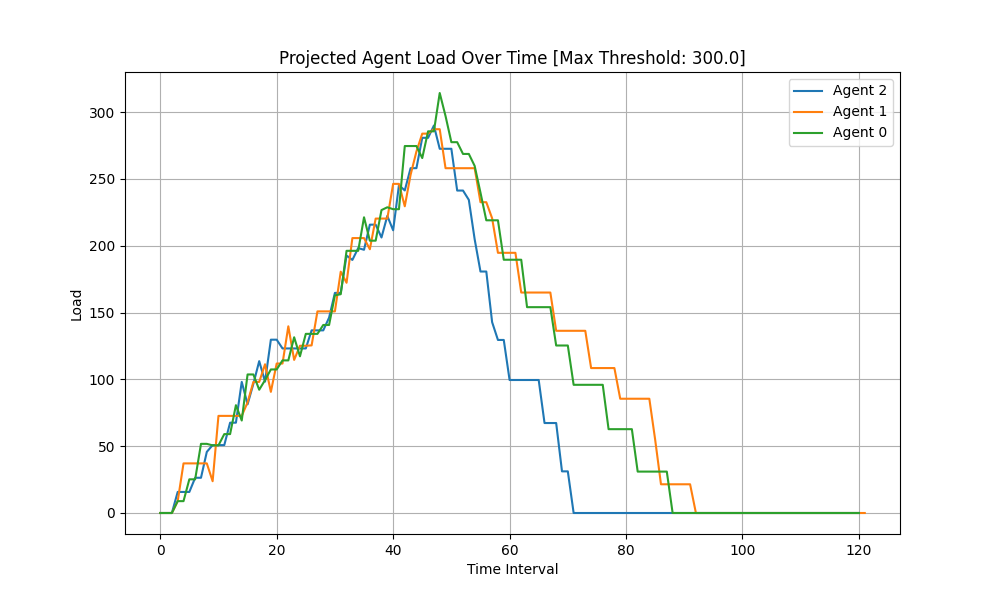 Projected Agent Load Over Time [Max Threshold: 300.0]
Agent 2
Agent 1
Agent 0
300
250
200
150
100
50
0
Load
0 20 40 60 80 100 120
Time Interval